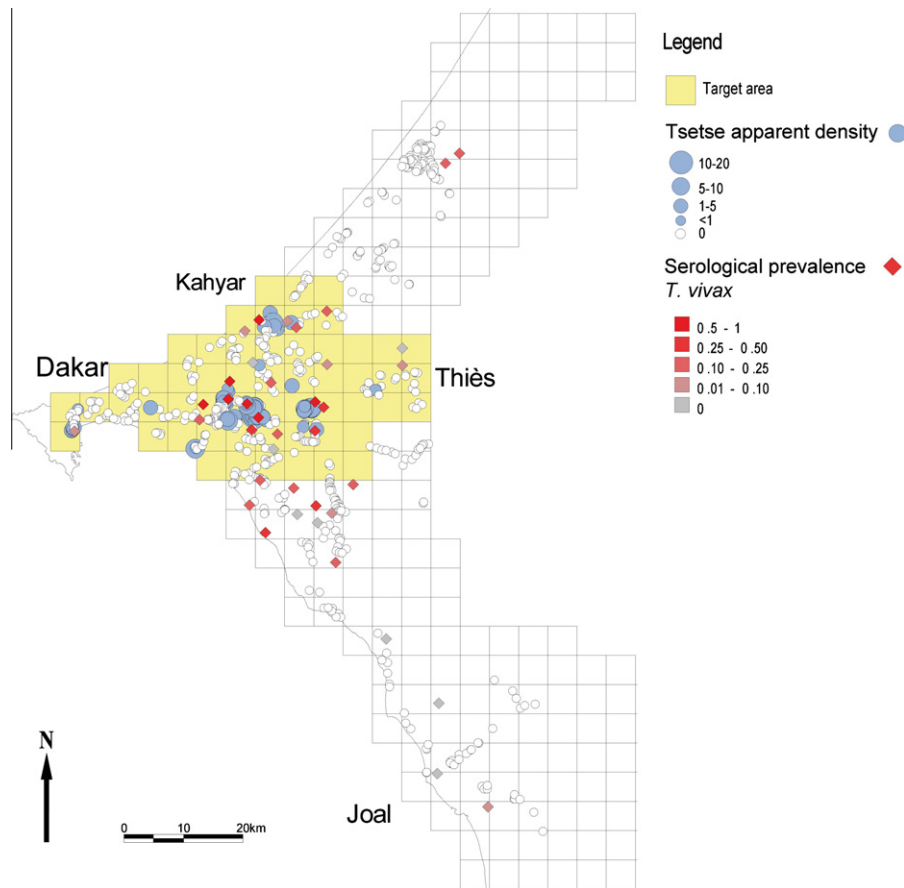 Legend
Target area
Tsetse apparent density
10-20
5-10
1-5
<1
0
Serological prevalence
T. vivax
0.5 - 1
0.25 - 0.50
0.10 - 0.25
0.01 - 0.10
0
Kahyar
Dakar
Thiès
N
Joal
0 10 20km